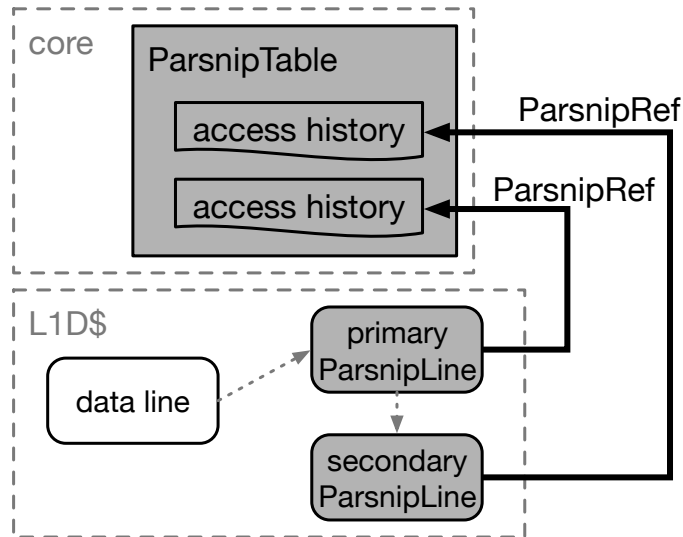 core
ParsnipTable
access history
ParsnipRef
access history
ParsnipRef
L1D$
primary
ParsnipLine
data line
secondary
ParsnipLine